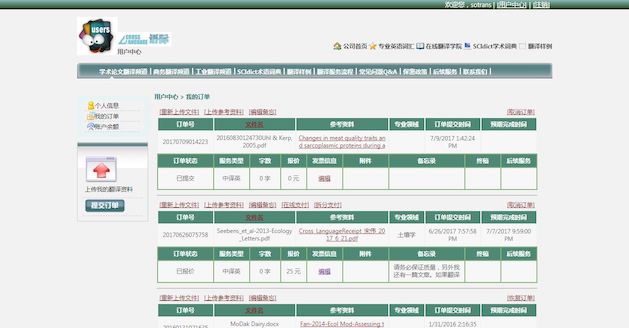 欢迎您，sotrans | [用户中心] | [注销]
users
CROSS LANGUAGE 语际
用户中心
公司首页 专业英语词汇 在线翻译学院 SCIdict学术词典 翻译样例
学术论文翻译频道 | 商务翻译频道 | 工业翻译频道 | SCIdict术语频道 | 翻译样例 | 翻译服务流程 | 常见问题Q&A | 保密政策 | 后续服务 | 联系我们 |
个人信息
我的订单
账户余额
上传我的翻译资料
提交订单
用户中心 > 我的订单
[重新上传文件] [上传参考资料] [编辑备忘] [取消订单]
订单号 文件名 参考资料 专业领域 订单提交时间 预期完成时间
20170709014223 20160830124730Uhl & Kerp, 2005.pdf Changes in meat quality traits and sarcoplasmic proteins during a 7/9/2017 1:42:24 PM
订单状态 服务类型 字数 报价 发票信息 附件 备忘录 终稿 后续服务
已提交 中译英 0 字 0 元 编辑
[重新上传文件] [上传参考资料] [编辑备忘] [在线支付] [拆分支付] [取消订单]
订单号 文件名 参考资料 专业领域 订单提交时间 预期完成时间
20170626075758 Seebens_et_al-2013-Ecology_Letters.pdf Cross_LanguageReceipt_宋伟_2017_6_21.pdf 土壤学 6/26/2017 7:57:58 PM 7/7/2017 9:59:00 PM
订单状态 服务类型 字数 报价 发票信息 附件 备忘录 终稿 后续服务
已报价 中译英 0 字 25 元 编辑 请务必保证质量，另外我还有一篇文章。如果翻译
[重新上传文件] [上传参考资料] [编辑备忘] [恢复订单]
订单号 文件名 参考资料 专业领域 订单提交时间 预期完成时间
MoDak Dairy.docx Fan-2014-Ecol Mod-Assessing t 1/31/2016 2:16:35